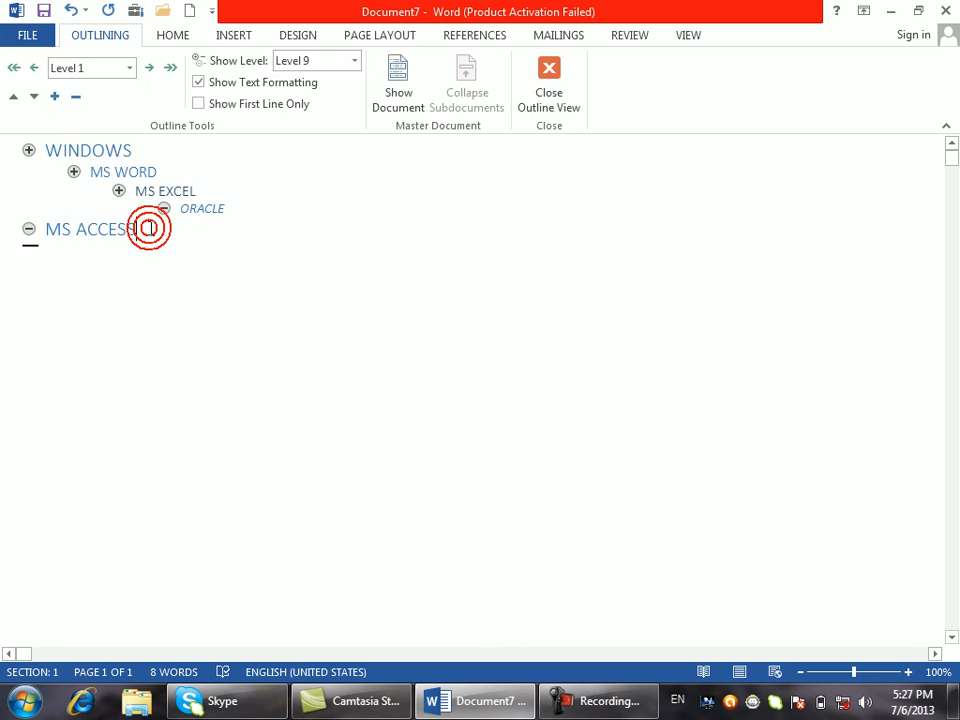 Document7 - Word (Product Activation Failed)
FILE OUTLINING HOME INSERT DESIGN PAGE LAYOUT REFERENCES MAILINGS REVIEW VIEW Sign in
Level 1
Show Level: Level 9
Show Text Formatting
Show First Line Only
Outline Tools
Show Document
Collapse Subdocuments
Master Document
Close Outline View
Close
WINDOWS
MS WORD
MS EXCEL
ORACLE
MS ACCESS
SECTION: 1 PAGE 1 OF 1 8 WORDS ENGLISH (UNITED STATES) 100%
Skype Camtasia St... Document7 ... Recording... EN 5:27 PM
7/6/2013